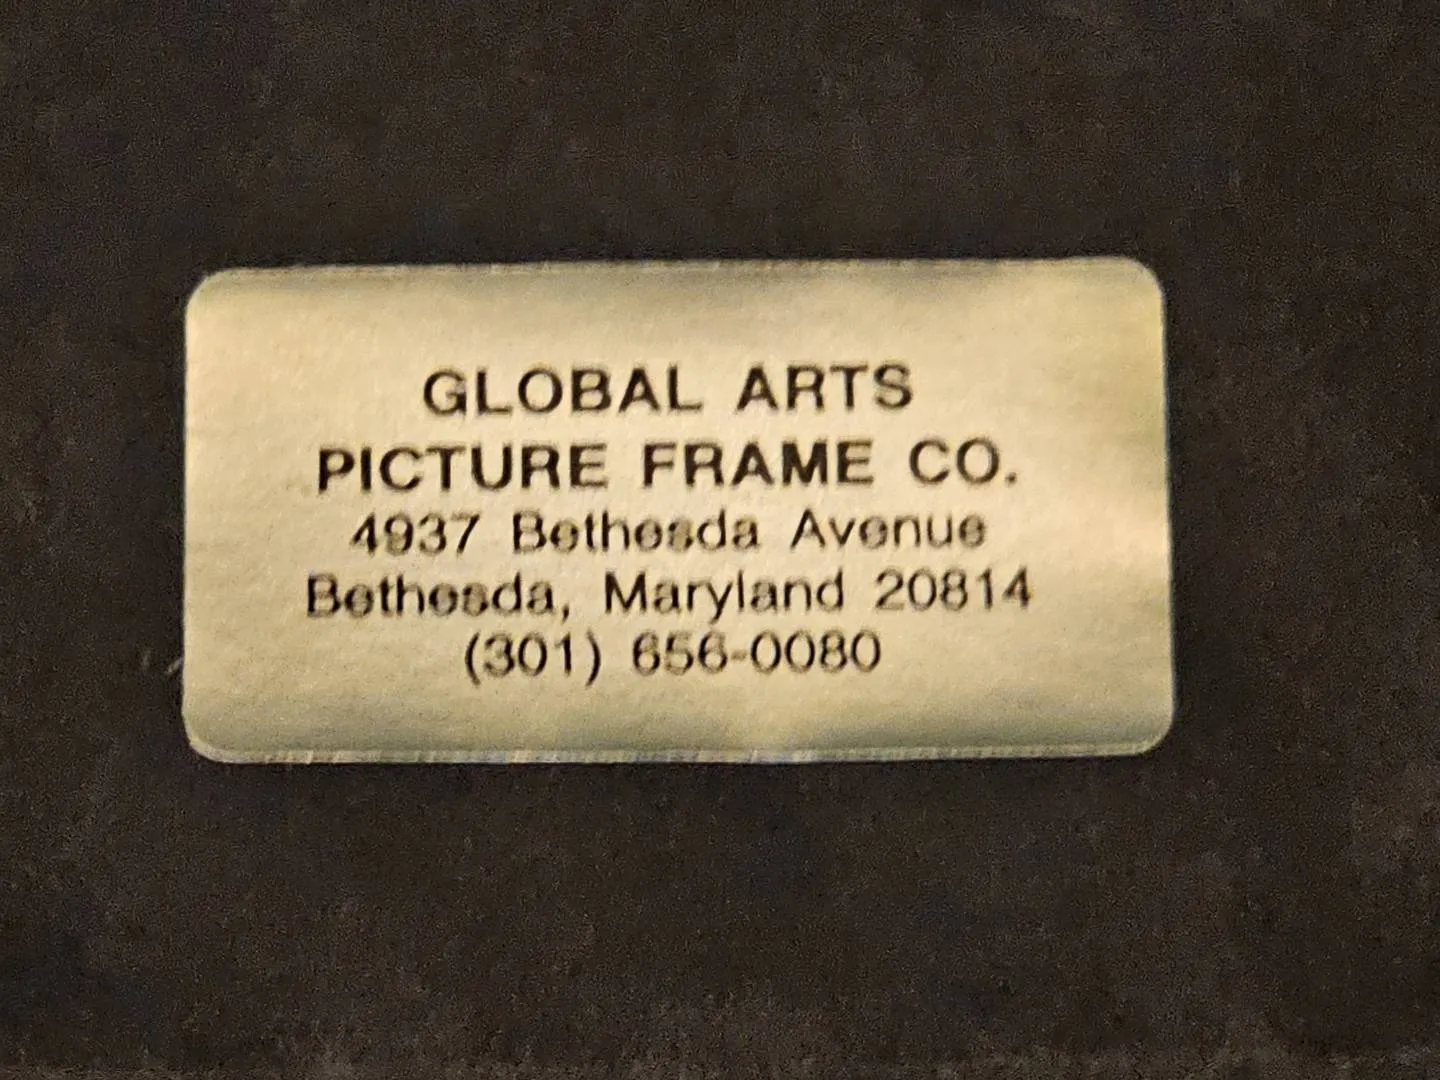 GLOBAL ARTS
PICTURE FRAME CO.
4937 Bethesda Avenue
Bethesda, Maryland 20814
(301) 656-0080